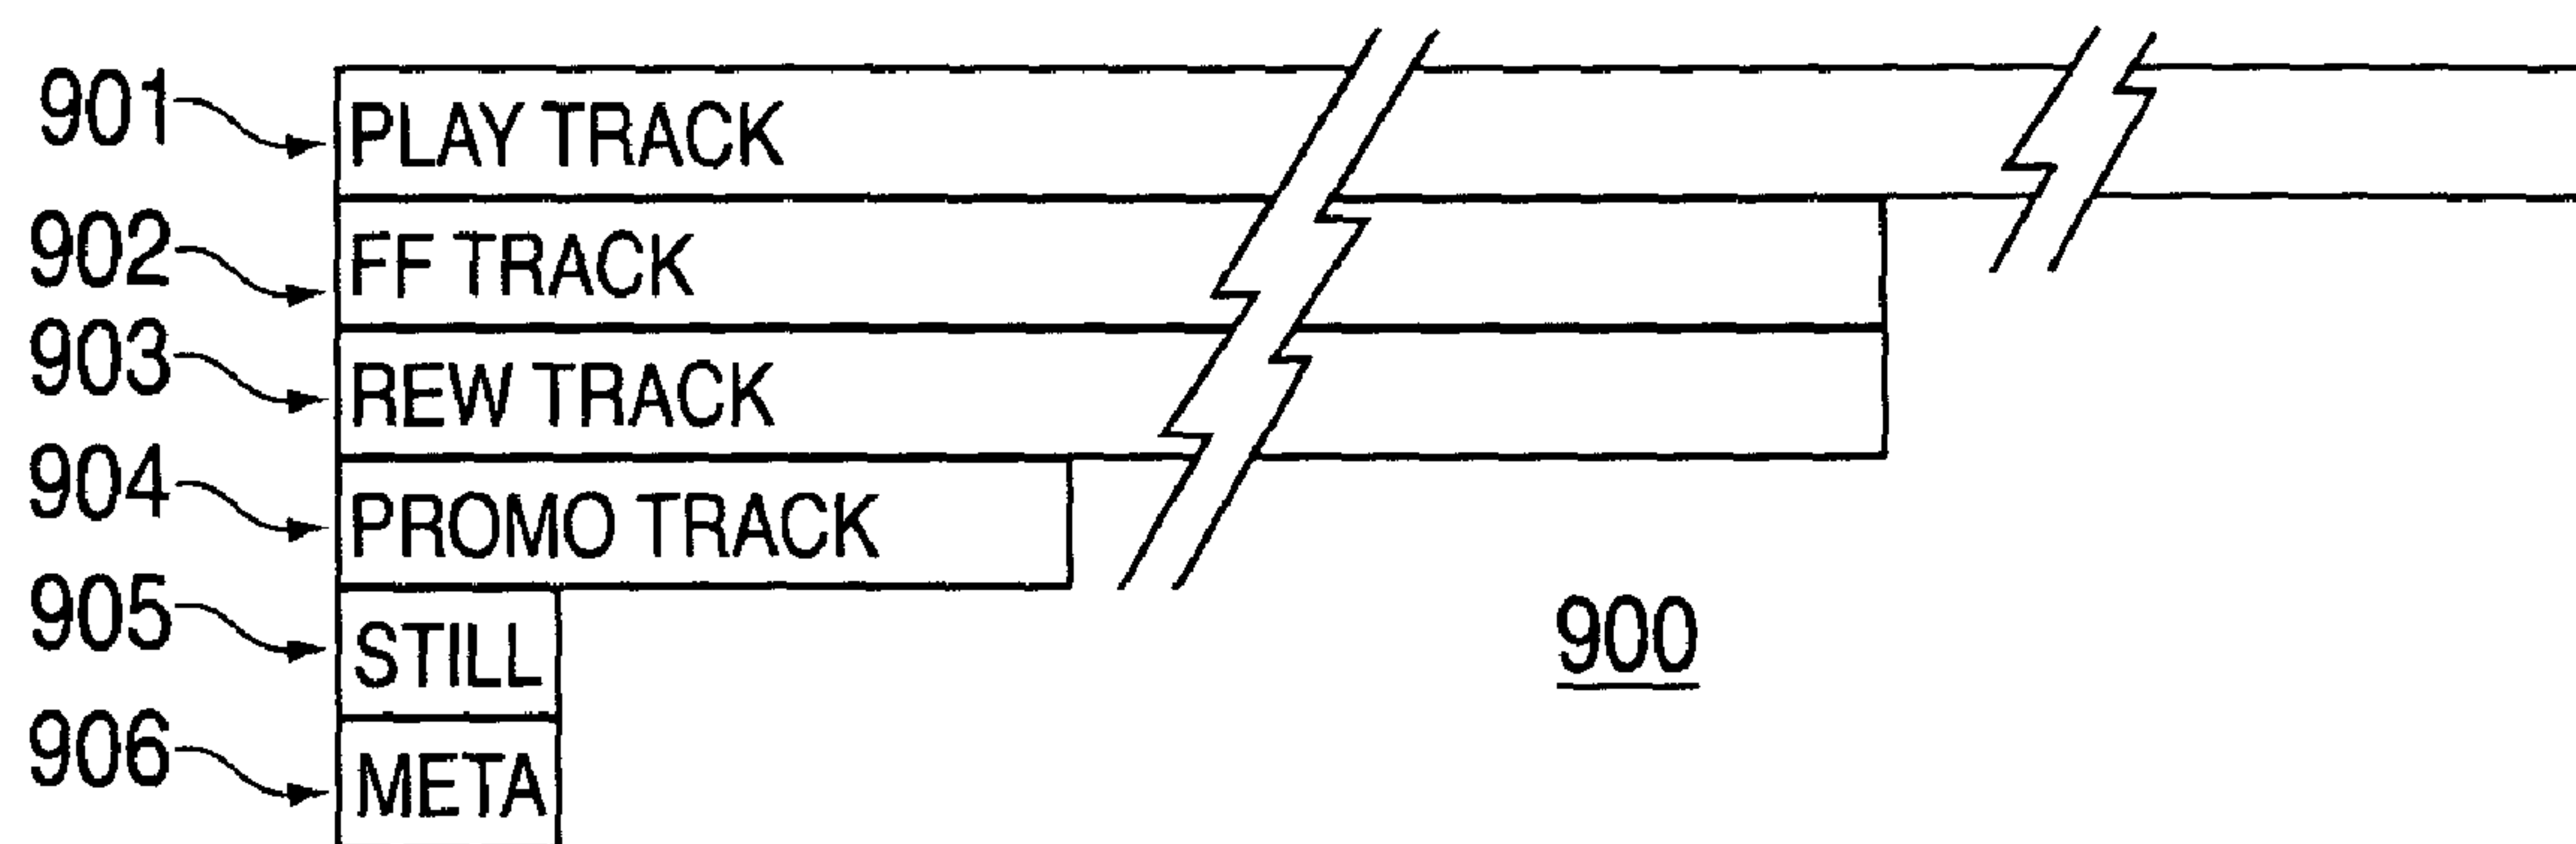 901 PLAY TRACK
902 FF TRACK
903 REW TRACK
904 PROMO TRACK
905 STILL
900
906 META